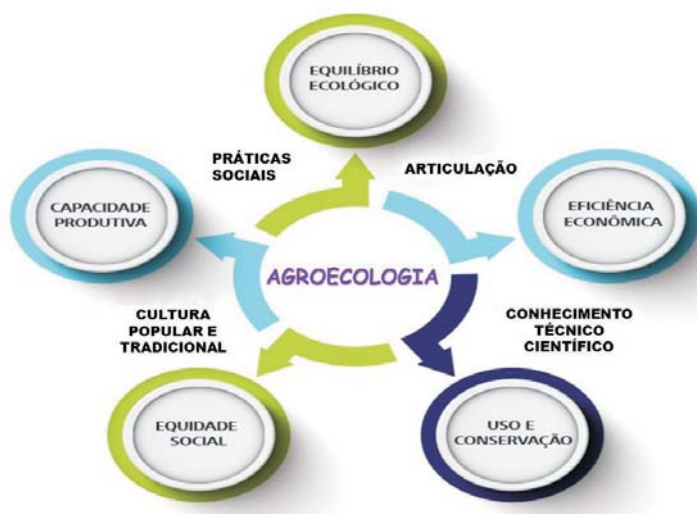 EQUILÍBRIO
ECOLÓGICO
PRÁTICAS
SOCIAIS
ARTICULAÇÃO
CAPACIDADE
PRODUTIVA
EFICIÊNCIA
ECONÔMICA
AGROECOLOGIA
CULTURA
POPULAR E
TRADICIONAL
CONHECIMENTO
TÉCNICO
CIENTÍFICO
EQUIDADE
SOCIAL
USO E
CONSERVAÇÃO